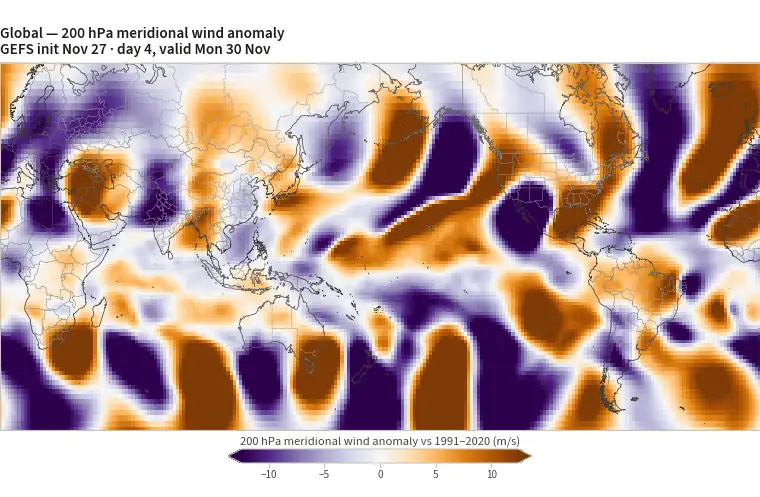 Global — 200 hPa meridional wind anomaly
GEFS init Nov 27 · day 4, valid Mon 30 Nov
200 hPa meridional wind anomaly vs 1991–2020 (m/s)
−10 −5 0 5 10